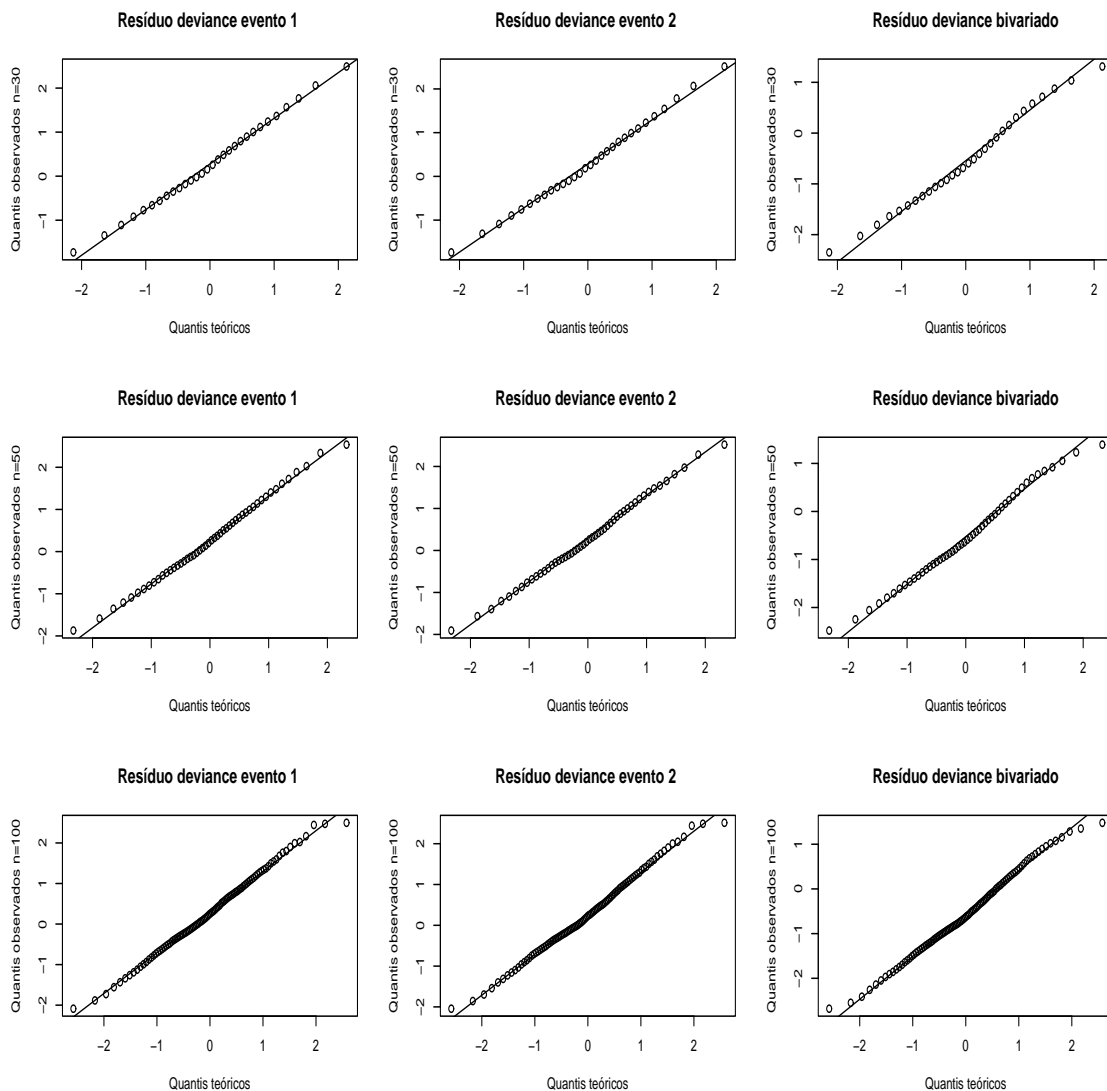 Resíduo deviance evento 1
Resíduo deviance evento 2
Resíduo deviance bivariado
Quantis observados n=30
−1 0 1 2
−2 −1 0 1 2
Quantis teóricos
Quantis observados n=30
−1 0 1 2
−2 −1 0 1 2
Quantis teóricos
Quantis observados n=30
−2 −1 0 1
−2 −1 0 1 2
Quantis teóricos
Resíduo deviance evento 1
Resíduo deviance evento 2
Resíduo deviance bivariado
Quantis observados n=50
−2 −1 0 1 2
−2 −1 0 1 2
Quantis teóricos
Quantis observados n=50
−2 −1 0 1 2
−2 −1 0 1 2
Quantis teóricos
Quantis observados n=50
−2 −1 0 1
−2 −1 0 1 2
Quantis teóricos
Resíduo deviance evento 1
Resíduo deviance evento 2
Resíduo deviance bivariado
Quantis observados n=100
−2 −1 0 1 2
−2 −1 0 1 2
Quantis teóricos
Quantis observados n=100
−2 −1 0 1 2
−2 −1 0 1 2
Quantis teóricos
Quantis observados n=100
−2 −1 0 1
−2 −1 0 1 2
Quantis teóricos